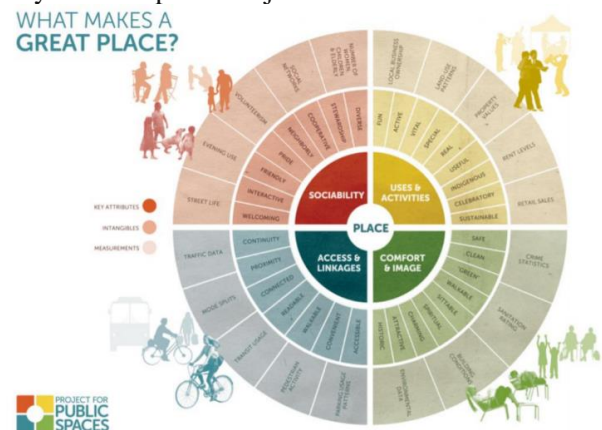 WHAT MAKES A
GREAT PLACE?
NUMBER OF
WOMEN,
CHILDREN
& ELDERLY
SOCIAL
NETWORKS
VOLUNTEERISM
EVENING USE
STREET LIFE
LOCAL BUSINESS
OWNERSHIP
LAND-USE
PATTERNS
PROPERTY
VALUES
RENT LEVELS
RETAIL SALES
DIVERSE
STEWARDSHIP
COOPERATIVE
NEIGHBORLY
PRIDE
FRIENDLY
INTERACTIVE
WELCOMING
FUN
ACTIVE
VITAL
SPECIAL
REAL
USEFUL
INDIGENOUS
CELEBRATORY
SUSTAINABLE
SOCIABILITY
USES &
ACTIVITIES
PLACE
ACCESS &
LINKAGES
COMFORT
& IMAGE
KEY ATTRIBUTES
INTANGIBLES
MEASUREMENTS
CONTINUITY
PROXIMITY
CONNECTED
READABLE
WALKABLE
CONVENIENT
ACCESSIBLE
SAFE
CLEAN
"GREEN"
WALKABLE
SITTABLE
SPIRITUAL
CHARMING
ATTRACTIVE
HISTORIC
TRAFFIC DATA
MODE SPLITS
TRANSIT USAGE
PEDESTRIAN
ACTIVITY
PARKING USAGE
PATTERNS
CRIME
STATISTICS
SANITATION
RATING
BUILDING
CONDITIONS
ENVIRONMENTAL
DATA
PROJECT FOR
PUBLIC
SPACES